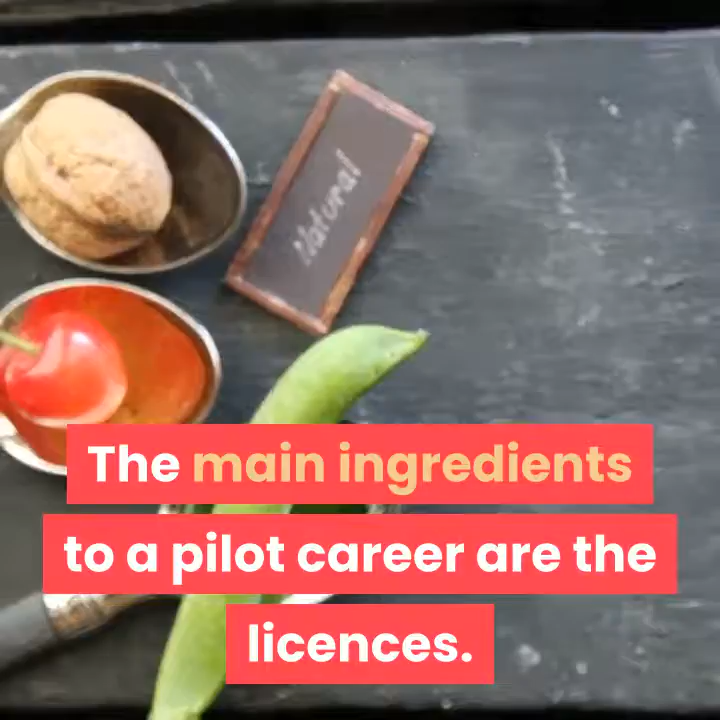 Natural
The main ingredients
to a pilot career are the
licences.